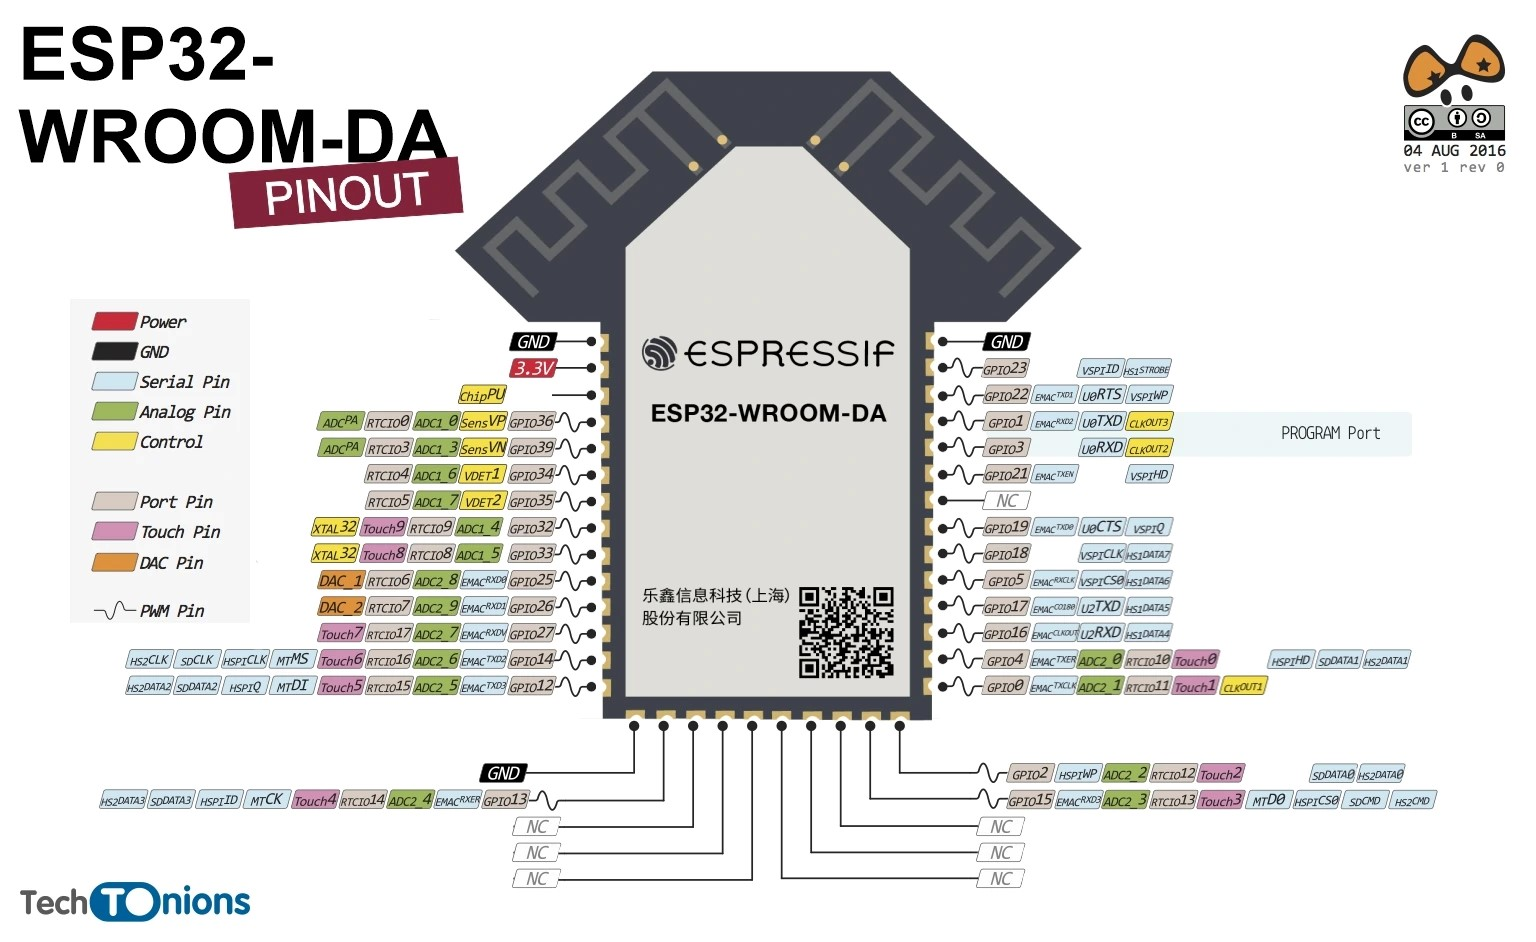 ESP32-
WROOM-DA
PINOUT
cc
B SA
04 AUG 2016
ver 1 rev 0
Power
GND
Serial Pin
Analog Pin
Control
Port Pin
Touch Pin
DAC Pin
PWM Pin
ESPRESSIF
ESP32-WROOM-DA
乐鑫信息科技(上海)
股份有限公司
GND
3.3V
ChipPU
ADCPA RTCIO0 ADC1_0 SensVP GPIO36
ADCPA RTCIO3 ADC1_3 SensVN GPIO39
RTCIO4 ADC1_6 VDET1 GPIO34
RTCIO5 ADC1_7 VDET2 GPIO35
XTAL32 Touch9 RTCIO9 ADC1_4 GPIO32
XTAL32 Touch8 RTCIO8 ADC1_5 GPIO33
DAC_1 RTCIO6 ADC2_8 EMACRXD0 GPIO25
DAC_2 RTCIO7 ADC2_9 EMACRXD1 GPIO26
Touch7 RTCIO17 ADC2_7 EMACRXDV GPIO27
HS2CLK SDCLK HSPICLK MTMS Touch6 RTCIO16 ADC2_6 EMACTXD2 GPIO14
HS2DATA2 SDDATA2 HSPIQ MTDI Touch5 RTCIO15 ADC2_5 EMACTXD3 GPIO12
GND
GPIO23 VSPIID HS1STROBE
GPIO22 EMACTXD1 U0RTS VSPIWP
GPIO1 EMACRXD2 U0TXD CLKOUT3
PROGRAM Port
GPIO3 U0RXD CLKOUT2
GPIO21 EMACTXEN VSPIHD
NC
GPIO19 EMACTXD0 U0CTS VSPIQ
GPIO18 VSPICLK HS1DATA7
GPIO5 EMACRXCLK VSPICS0 HS1DATA6
GPIO17 EMACCO180 U2TXD HS1DATA5
GPIO16 EMACCLKOUT U2RXD HS1DATA4
GPIO4 EMACTXER ADC2_0 RTCIO10 Touch0 HSPIHD SDDATA1 HS2DATA1
GPIO0 EMACTXCLK ADC2_1 RTCIO11 Touch1 CLKOUT1
GND
HS2DATA3 SDDATA3 HSPIID MTCK Touch4 RTCIO14 ADC2_4 EMACRXER GPIO13
NC
NC
NC
GPIO2 HSPIWP ADC2_2 RTCIO12 Touch2 SDDATA0 HS2DATA0
GPIO15 EMACRXD3 ADC2_3 RTCIO13 Touch3 MTDO HSPICS0 SDCMD HS2CMD
NC
NC
NC
TechTOnions